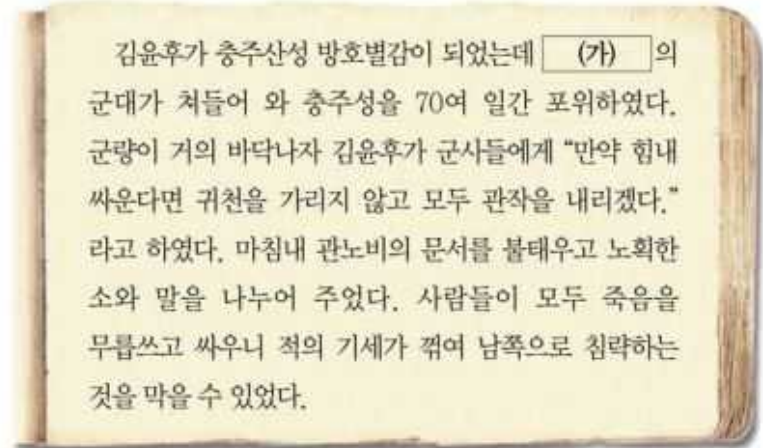 김윤후가 충주산성 방호별감이 되었는데 (가) 의
군대가 쳐들어 와 충주성을 70여 일간 포위하였다.
군량이 거의 바닥나자 김윤후가 군사들에게 “만약 힘내
싸운다면 귀천을 가리지 않고 모두 관작을 내리겠다.”
라고 하였다. 마침내 관노비의 문서를 불태우고 노획한
소와 말을 나누어 주었다. 사람들이 모두 죽음을
무릅쓰고 싸우니 적의 기세가 꺾여 남쪽으로 침략하는
것을 막을 수 있었다.